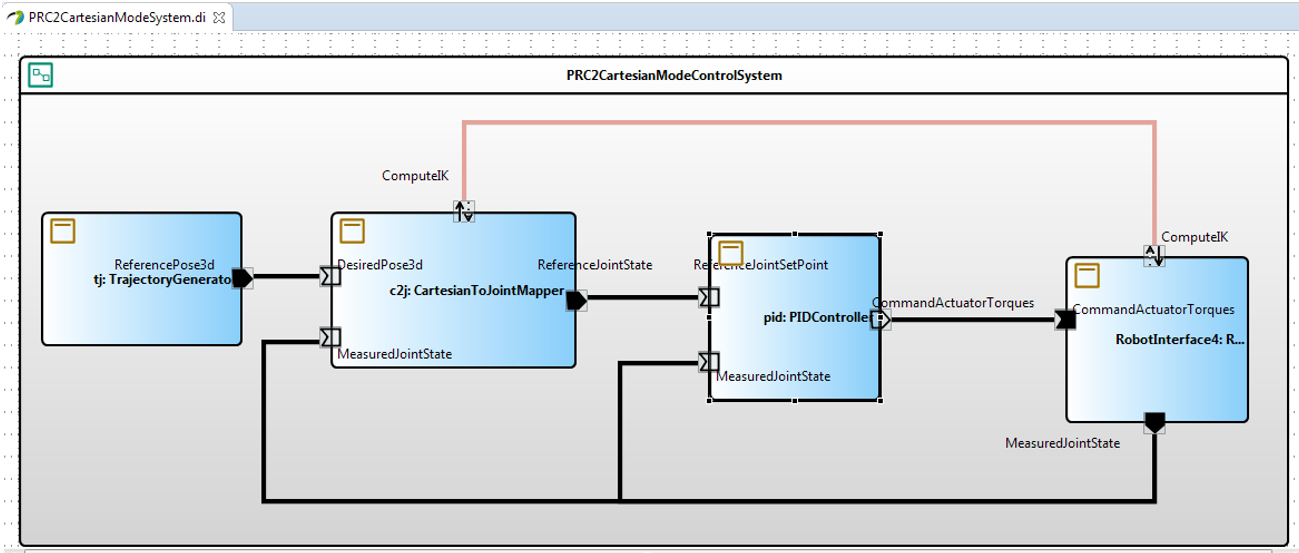 PRC2CartesianModeSystem.di
PRC2CartesianModeControlSystem
ComputeIK
ComputeIK
ReferencePose3d
tj: TrajectoryGenerato
DesiredPose3d
ReferenceJointState
c2j: CartesianToJointMapper
MeasuredJointState
ReferenceJointSetPoint
pid: PIDController
CommandActuatorTorques
MeasuredJointState
CommandActuatorTorques
RobotInterface4: R...
MeasuredJointState